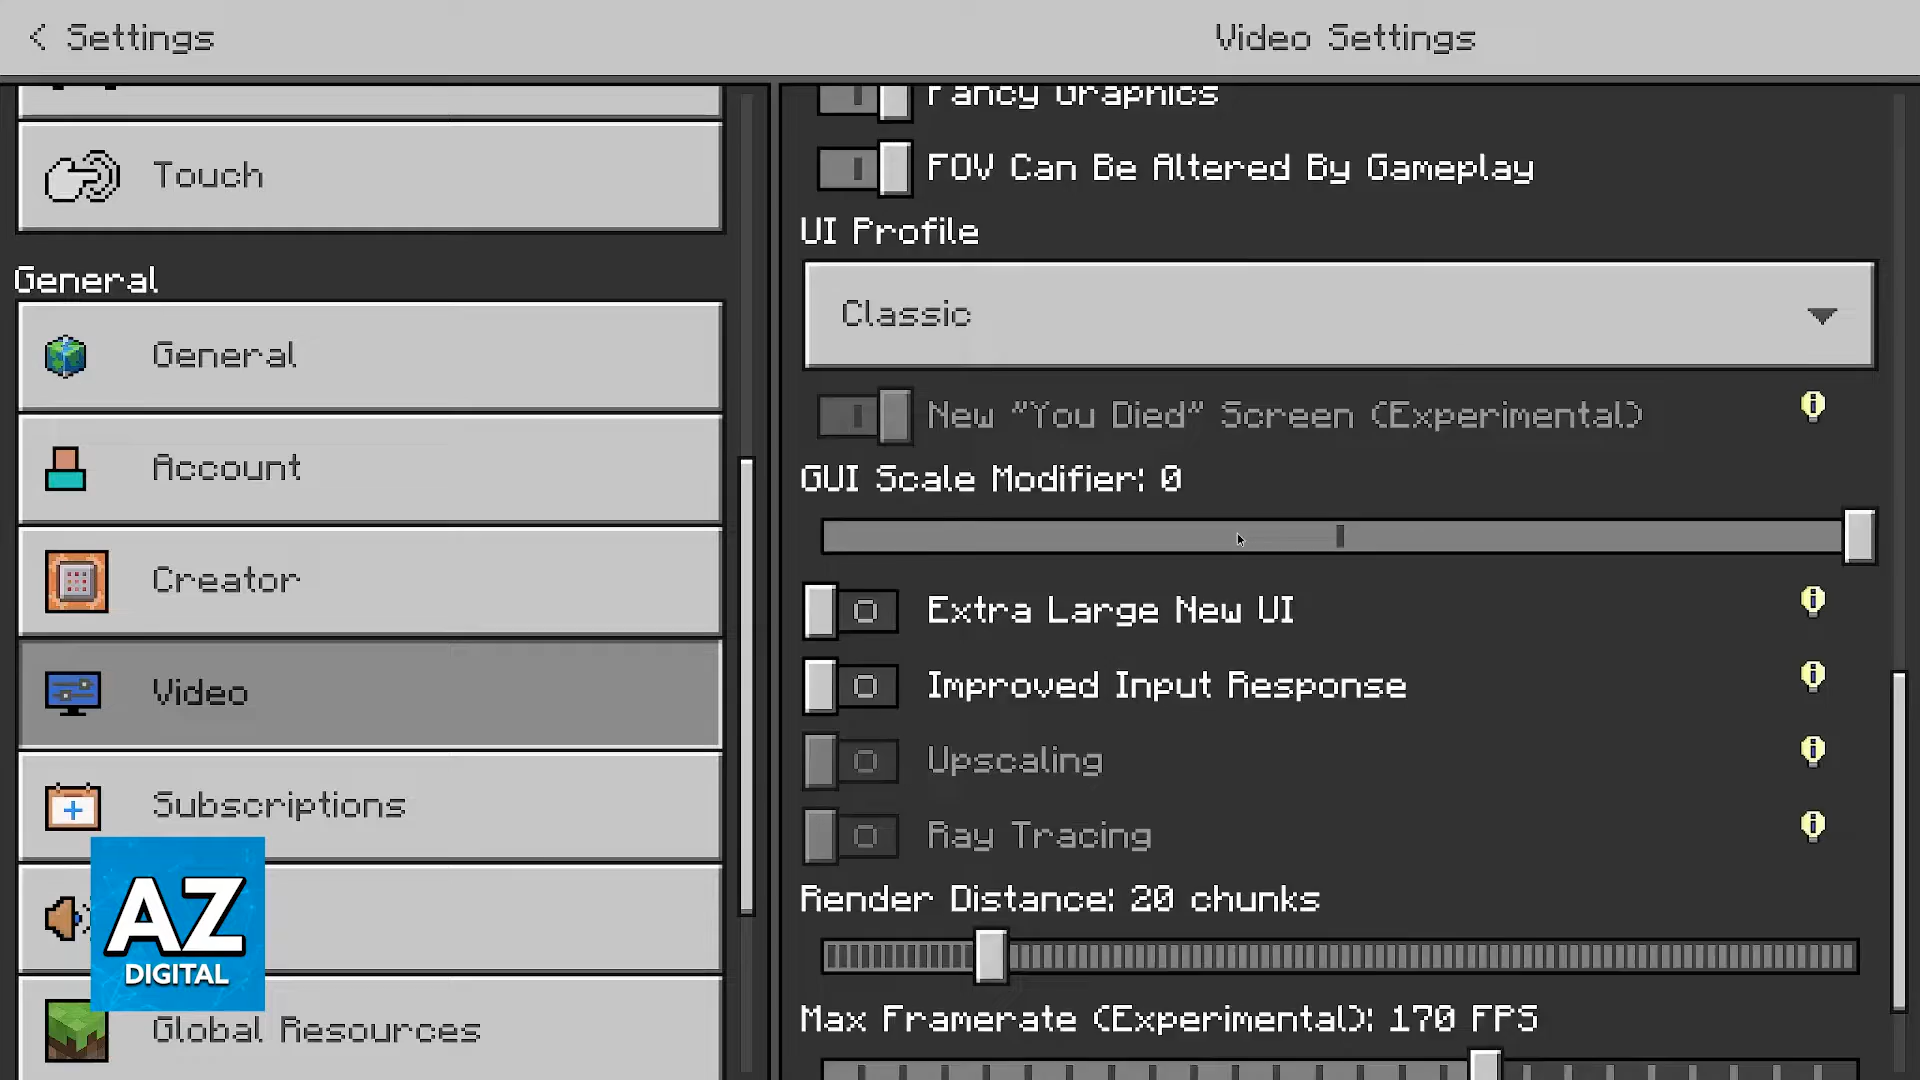 Settings
Video Settings
Touch
General
General
Account
Creator
Video
Subscriptions
Global Resources
AZ
DIGITAL
Fancy Graphics
FOV Can Be Altered By Gameplay
UI Profile
Classic
New "You Died" Screen (Experimental)
GUI Scale Modifier: 0
Extra Large New UI
Improved Input Response
Upscaling
Ray Tracing
Render Distance: 20 chunks
Max Framerate (Experimental): 170 FPS